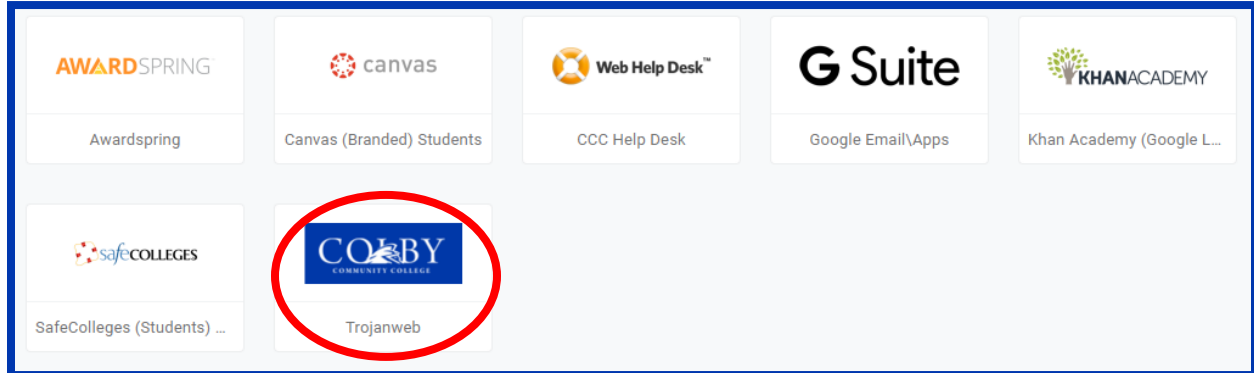 AWARDSPRING
canvas
Web Help Desk™
G Suite
KHANACADEMY
Awardspring
Canvas (Branded) Students
CCC Help Desk
Google Email\Apps
Khan Academy (Google L...
safeCOLLEGES
COLBY
COMMUNITY COLLEGE
SafeColleges (Students) ...
Trojanweb